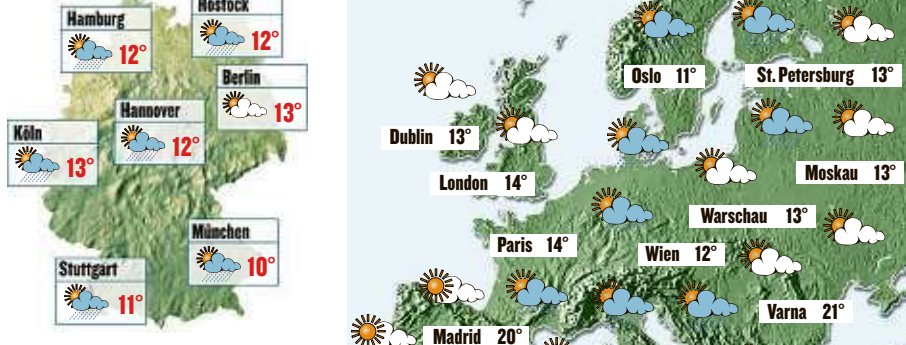 Hamburg
12°
Rostock
12°
Berlin
13°
Hannover
12°
Köln
13°
München
10°
Stuttgart
11°
Oslo 11°
St. Petersburg 13°
Dublin 13°
Moskau 13°
London 14°
Warschau 13°
Paris 14°
Wien 12°
Varna 21°
Madrid 20°